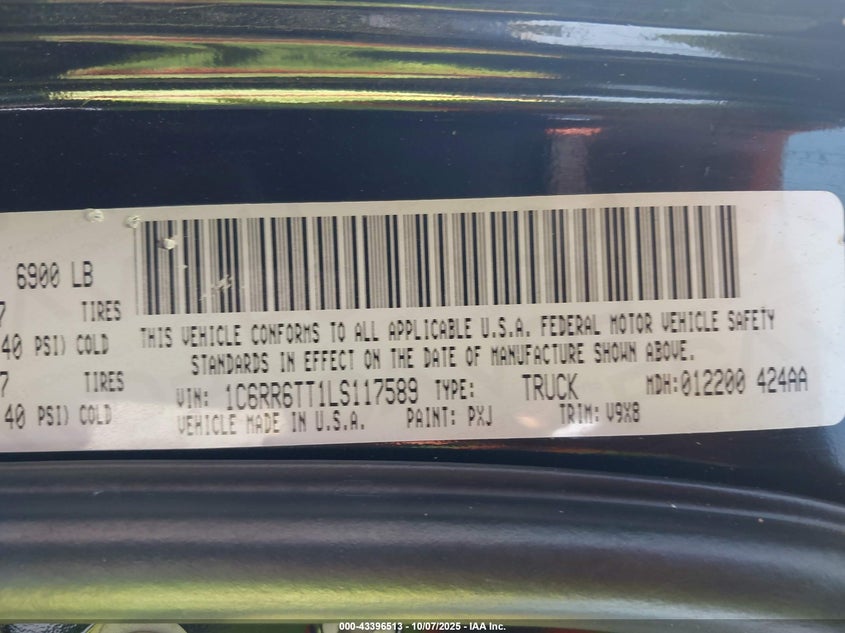 6900 LB
7 TIRES
40 PSI) COLD
7 TIRES
40 PSI) COLD
THIS VEHICLE CONFORMS TO ALL APPLICABLE U.S.A. FEDERAL MOTOR VEHICLE SAFETY
STANDARDS IN EFFECT ON THE DATE OF MANUFACTURE SHOWN ABOVE.
VIN: 1C6RR6TT1LS117589 TYPE: TRUCK MDH:012200 424AA
VEHICLE MADE IN U.S.A. PAINT: PXJ TRIM: V9X8
000-43396513 - 10/07/2025 - IAA Inc.